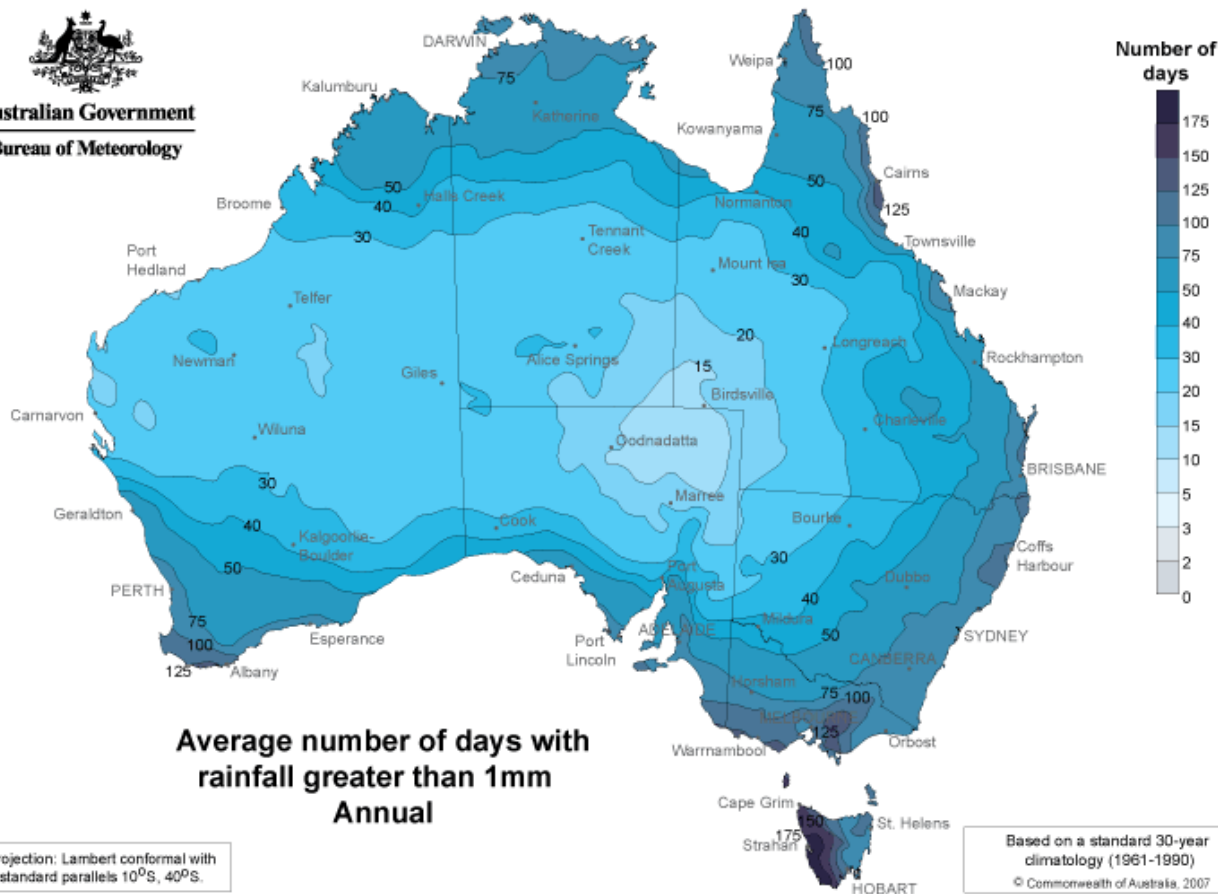 ustralian Government
Bureau of Meteorology
DARWIN
75
Kalumburu
Katherine
Weipa
100
75
100
Kowanyama
Cairns
50
125
50
40
Halls Creek
Broome
30
Normanton
40
Townsville
Tennant
Creek
Mount Isa
30
Port
Hedland
Telfer
Mackay
20
Longreach
Newman
Alice Springs
Rockhampton
Giles
15
Birdsville
Carnarvon
Charleville
Wiluna
Oodnadatta
BRISBANE
30
Marree
Geraldton
40
Kalgoorlie-
Boulder
Cook
Bourke
Coffs
Harbour
50
30
Ceduna
Port
Augusta
Dubbo
PERTH
40
75
Mildura
50
ADELAIDE
SYDNEY
100
Esperance
Port
Lincoln
125
Albany
CANBERRA
Horsham
75
100
MELBOURNE
125
Orbost
Warrnambool
Cape Grim
150
175
Strahan
St. Helens
HOBART
Number of
days
175
150
125
100
75
50
40
30
20
15
10
5
3
2
0
Average number of days with
rainfall greater than 1mm
Annual
rojection: Lambert conformal with
standard parallels 10⁰S, 40⁰S.
Based on a standard 30-year
climatology (1961-1990)
© Commonwealth of Australia, 2007